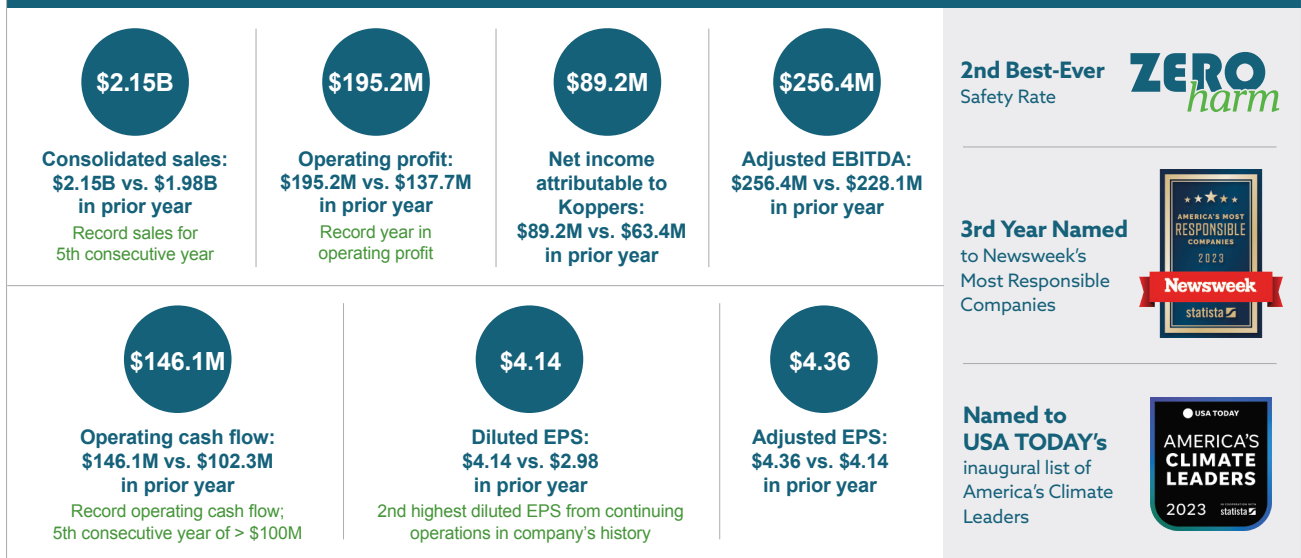 $2.15B
Consolidated sales:
$2.15B vs. $1.98B
in prior year
Record sales for
5th consecutive year
$195.2M
Operating profit:
$195.2M vs. $137.7M
in prior year
Record year in
operating profit
$89.2M
Net income
attributable to
Koppers:
$89.2M vs. $63.4M
in prior year
$256.4M
Adjusted EBITDA:
$256.4M vs. $228.1M
in prior year
$146.1M
Operating cash flow:
$146.1M vs. $102.3M
in prior year
Record operating cash flow;
5th consecutive year of > $100M
$4.14
Diluted EPS:
$4.14 vs. $2.98
in prior year
2nd highest diluted EPS from continuing
operations in company's history
$4.36
Adjusted EPS:
$4.36 vs. $4.14
in prior year
2nd Best-Ever
Safety Rate
ZERO
harm
3rd Year Named
to Newsweek's
Most Responsible
Companies
AMERICA'S MOST
RESPONSIBLE
COMPANIES
2023
Newsweek
statista
Named to
USA TODAY's
inaugural list of
America's Climate
Leaders
USA TODAY
AMERICA'S
CLIMATE
LEADERS
2023
IN COOPERATION WITH
statista